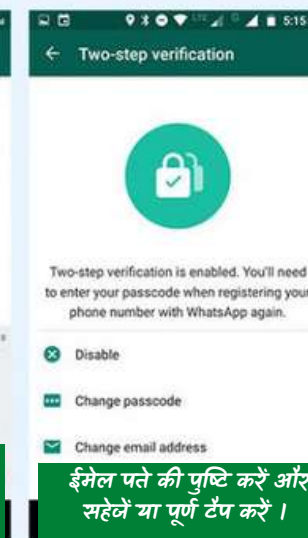 5:15
Two-step verification
Two-step verification is enabled. You'll need
to enter your passcode when registering your
phone number with WhatsApp again.
Disable
Change passcode
Change email address
ईमेल पते की पुष्टि करें और
सहेजें या पूर्ण टैप करें ।